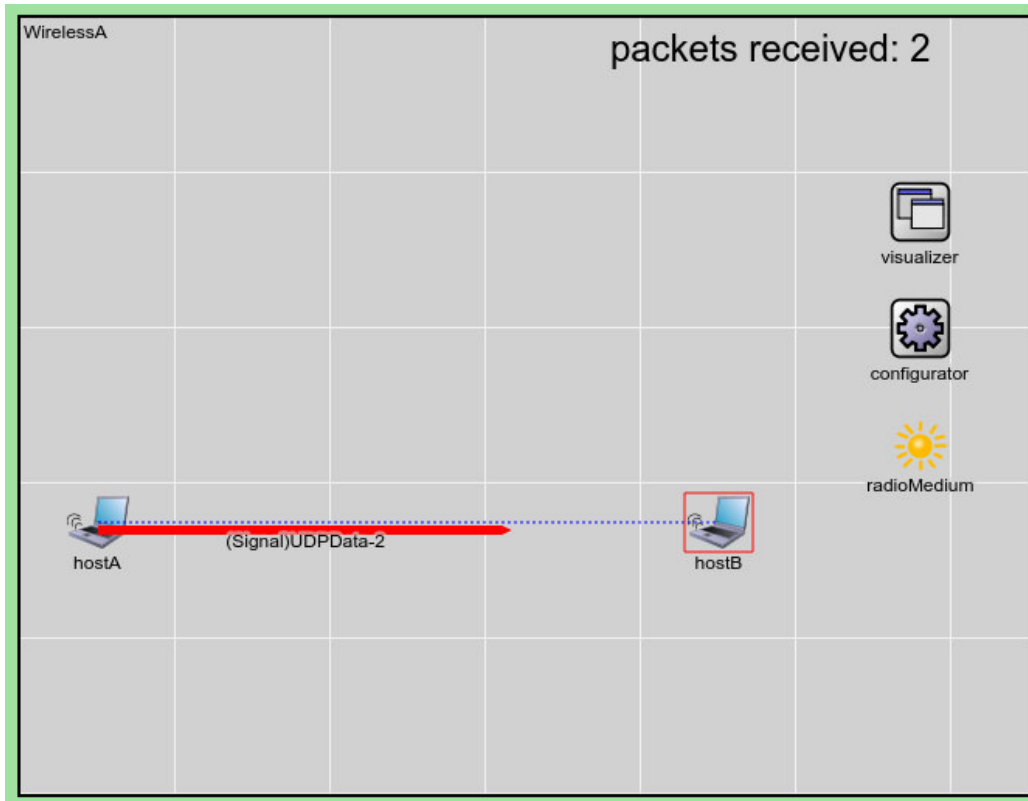 WirelessA
packets received: 2
visualizer
configurator
radioMedium
(Signal)UDPData-2
hostA
hostB